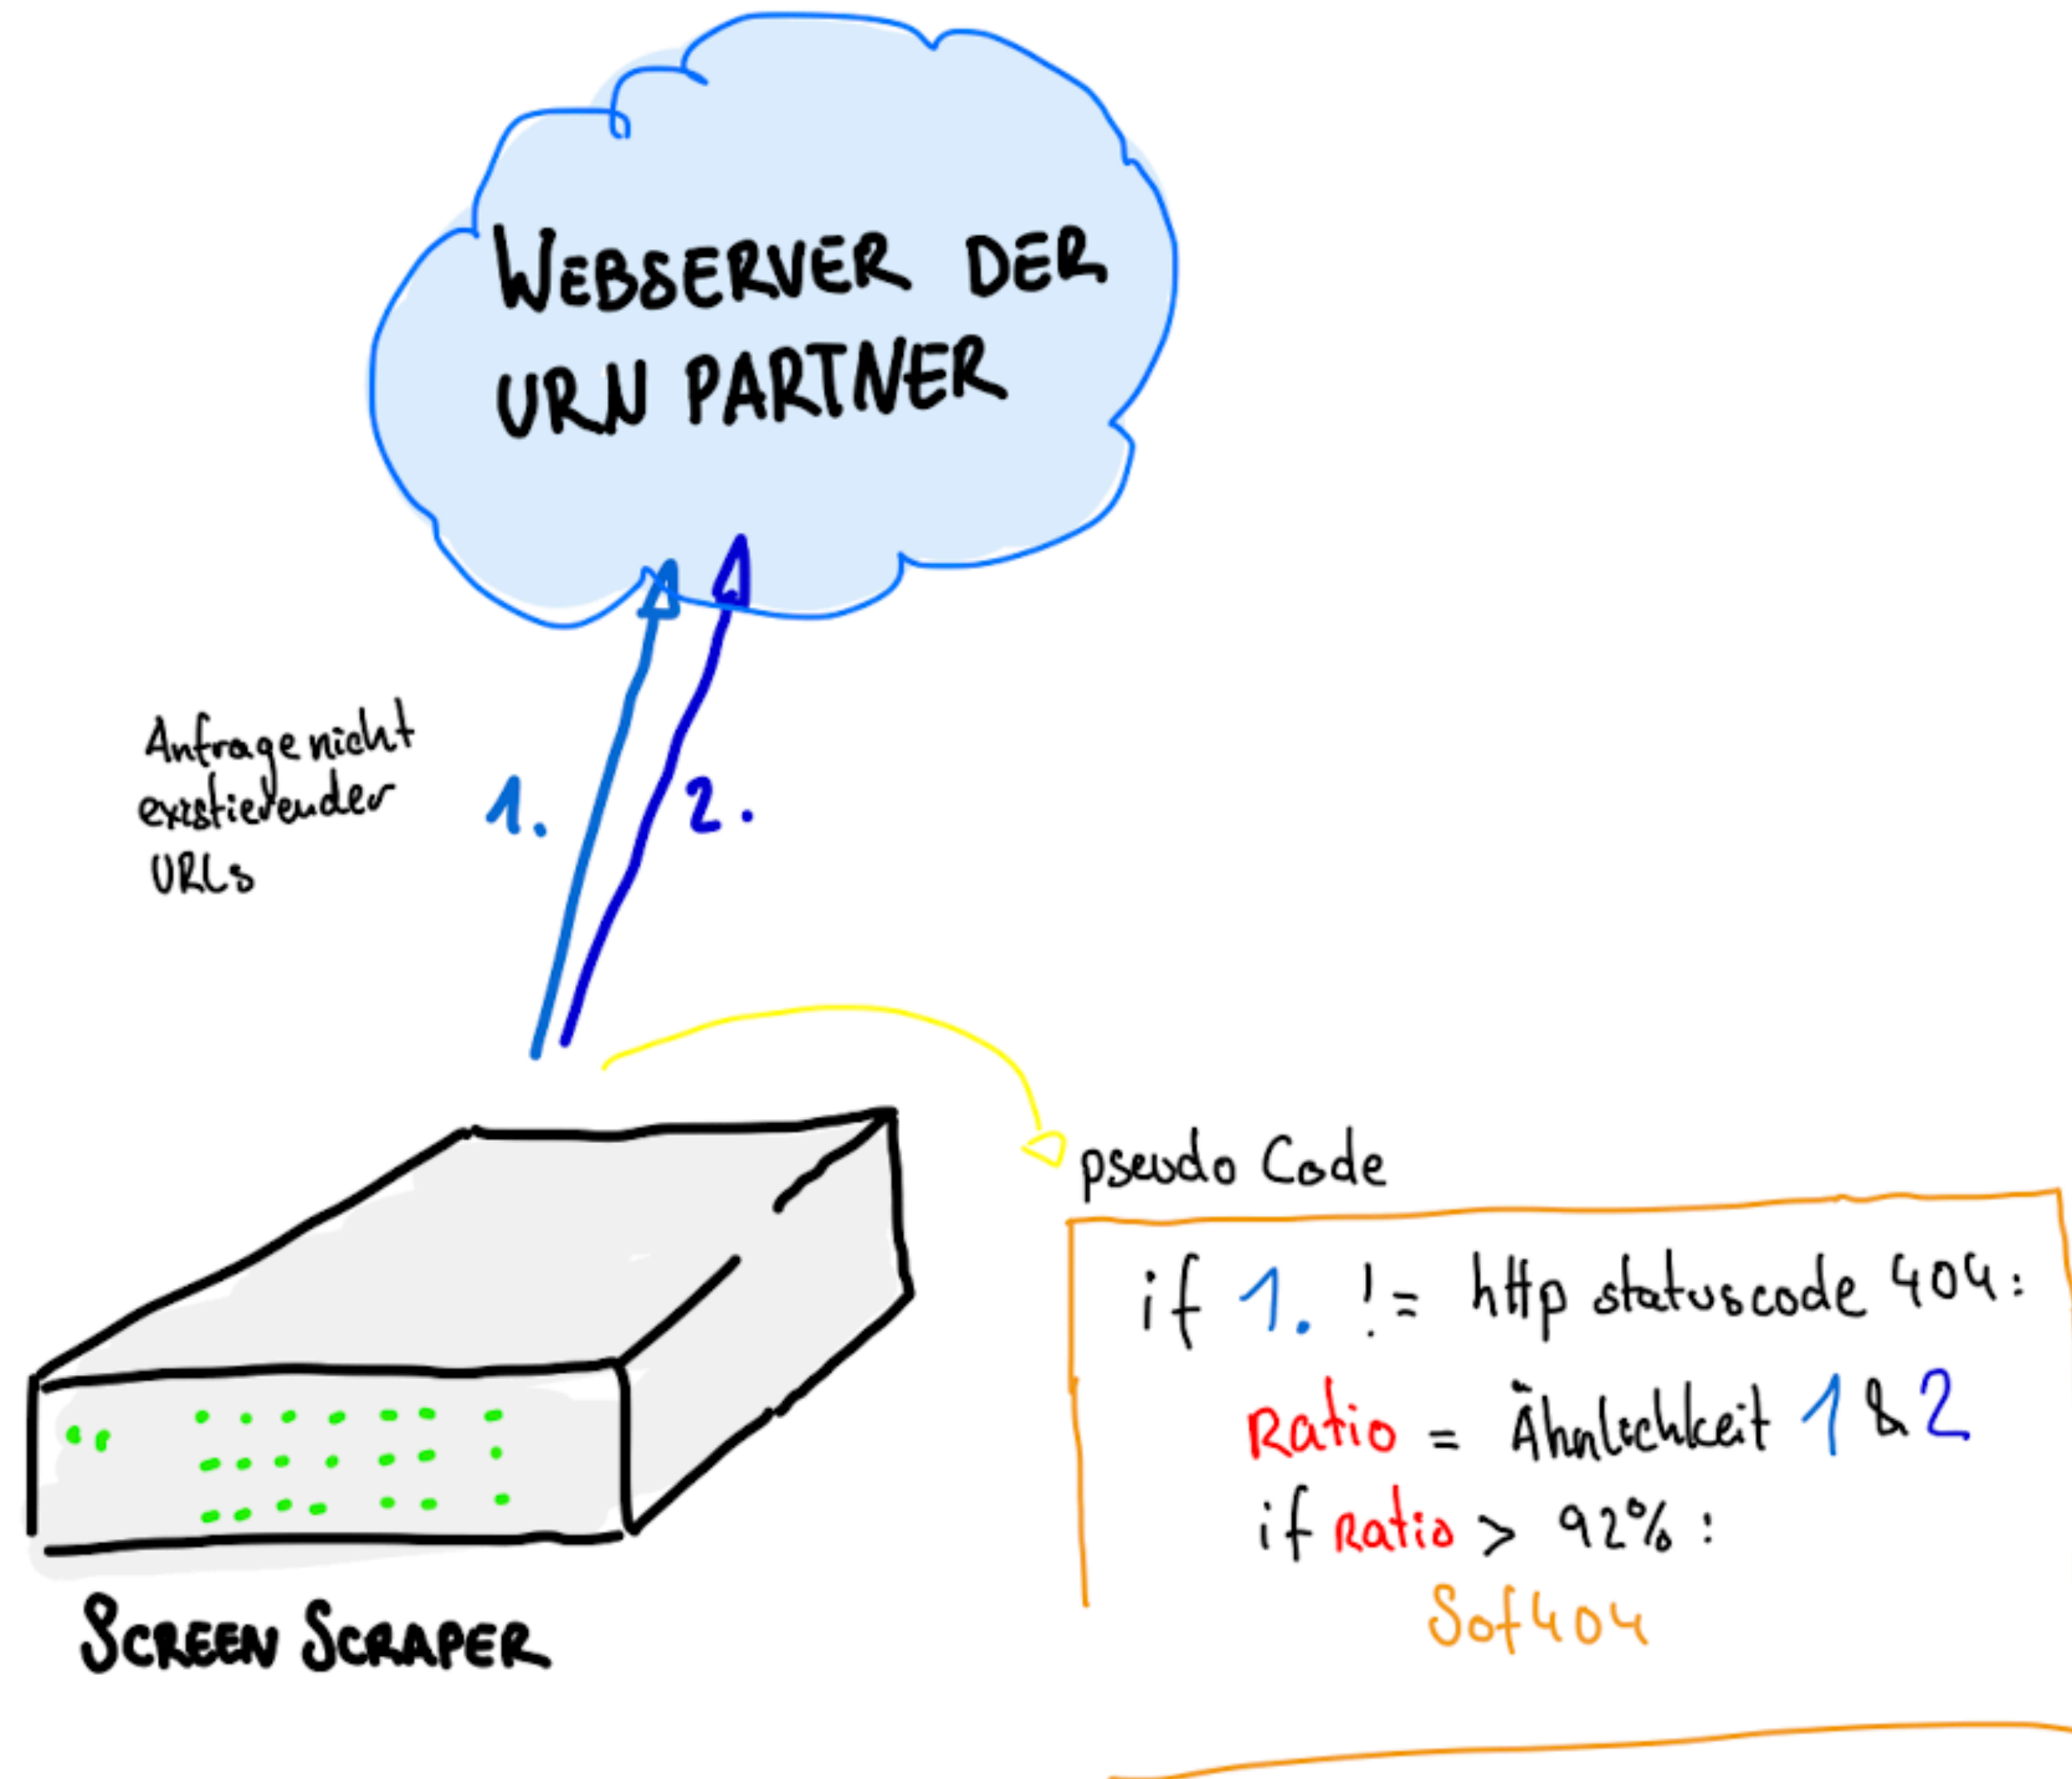 WEBSERVER DER
URN PARTNER
Anfrage nicht
existierender
URLs
1.
2.
pseudo Code
if 1. != http statuscode 404:
Ratio = Ähnlichkeit 1 & 2
if Ratio > 92% :
Sof404
SCREEN SCRAPER